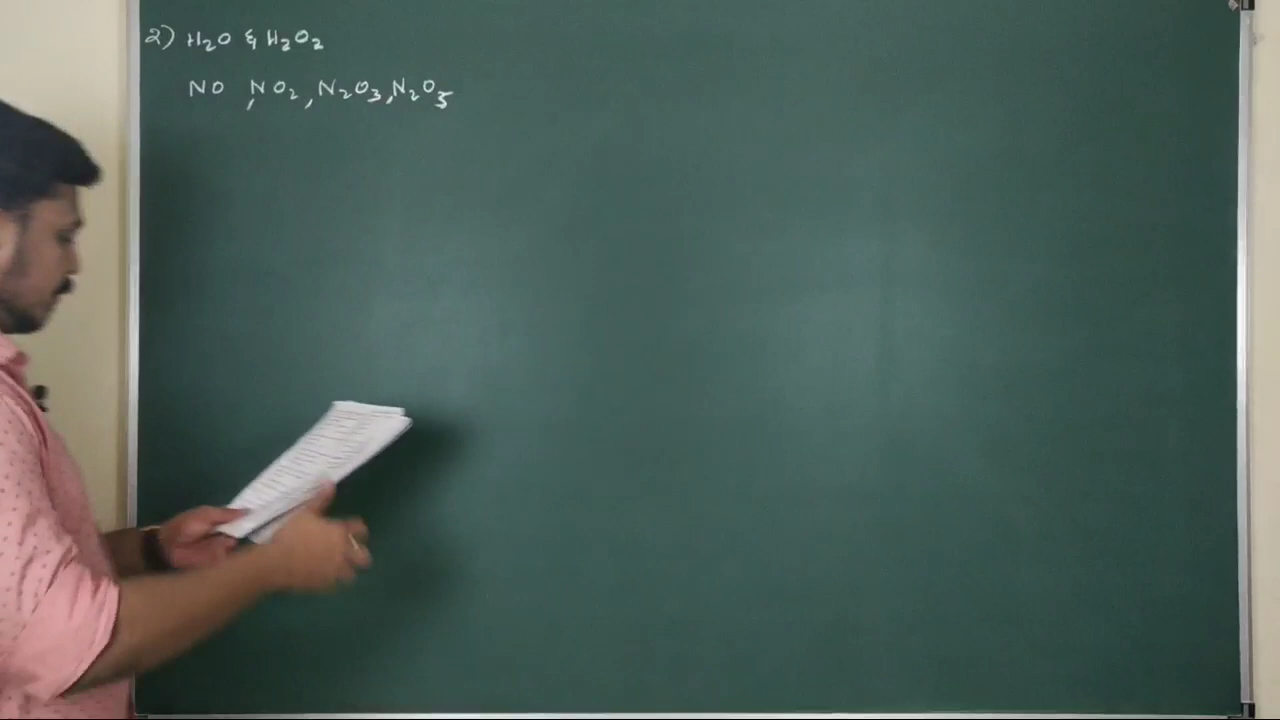 2) H₂O & H₂O₂
NO , NO₂ , N₂O₃ , N₂O₅